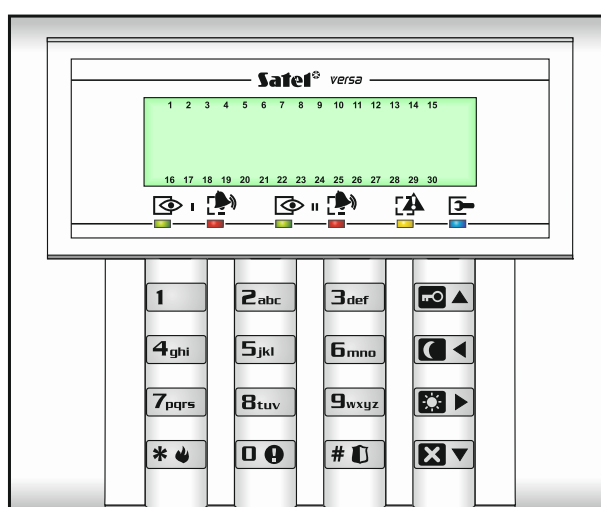 Satel versa
1 2 3 4 5 6 7 8 9 10 11 12 13 14 15
16 17 18 19 20 21 22 23 24 25 26 27 28 29 30
I II
1 2abc 3def
4ghi 5jkl 6mno
7pqrs 8tuv 9wxyz
* 0 #